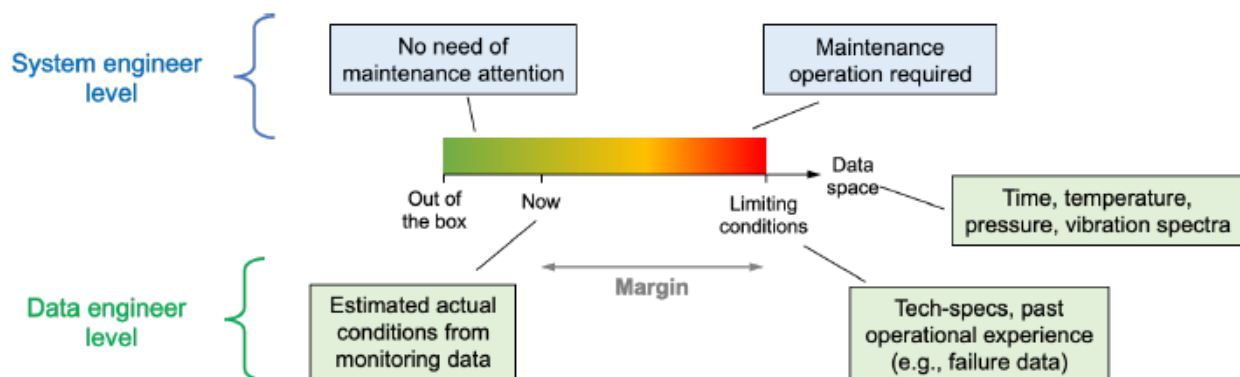 System engineer
level
No need of
maintenance attention
Maintenance
operation required
Out of
the box
Now
Limiting
conditions
Data
space
Time, temperature,
pressure, vibration spectra
Margin
Data engineer
level
Estimated actual
conditions from
monitoring data
Tech-specs, past
operational experience
(e.g., failure data)